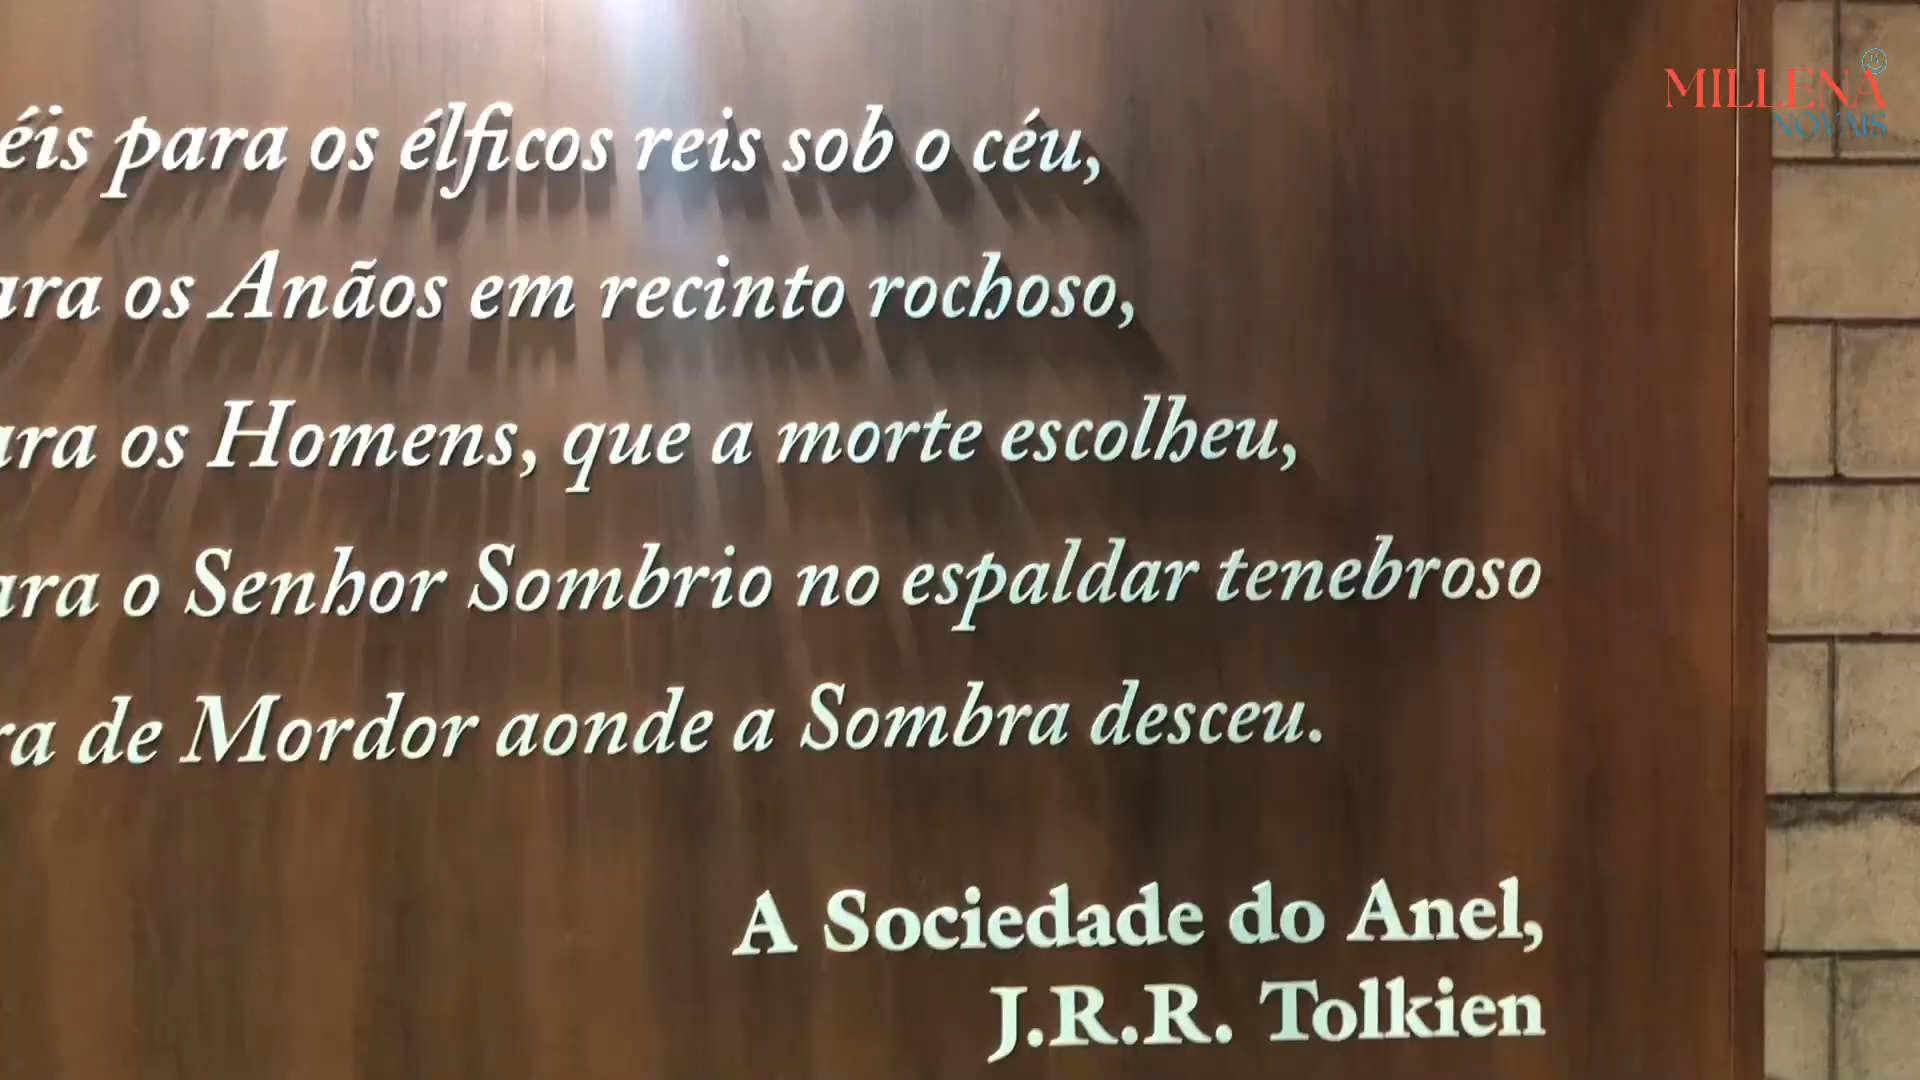 MILLENA
NOVAIS
éis para os élficos reis sob o céu,
ara os Anãos em recinto rochoso,
ara os Homens, que a morte escolheu,
ara o Senhor Sombrio no espaldar tenebroso
ra de Mordor aonde a Sombra desceu.
A Sociedade do Anel,
J.R.R. Tolkien